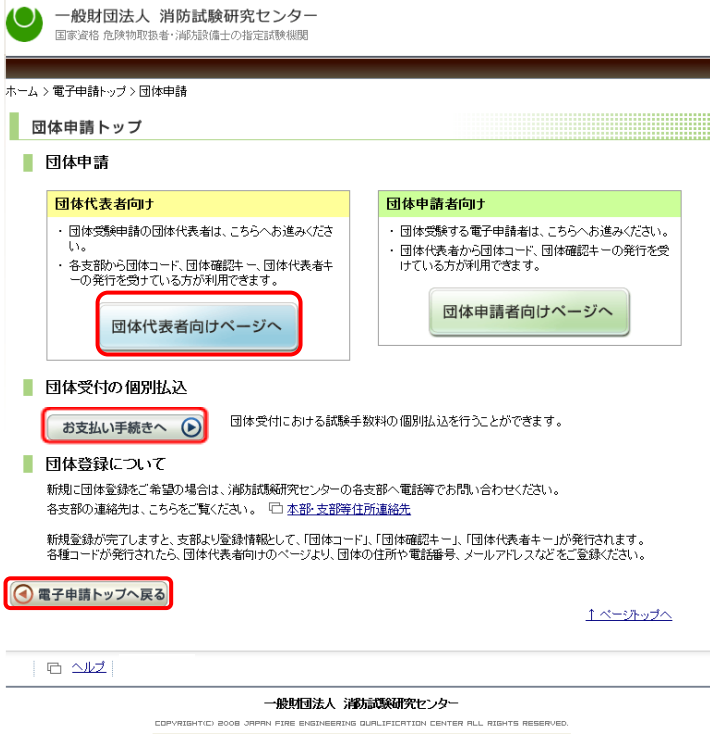 一般財団法人 消防試験研究センター
国家資格 危険物取扱者・消防設備士の指定試験機関
ホーム > 電子申請トップ > 団体申請
団体申請トップ
団体申請
団体代表者向け
・団体受験申請の団体代表者は、こちらへお進みくださ
い。
・各支部から団体コード、団体確認キー、団体代表者キ
ーの発行を受けている方が利用できます。
団体代表者向けページへ
団体申請者向け
・団体受験する電子申請者は、こちらへお進みください。
・団体代表者から団体コード、団体確認キーの発行を受
けている方が利用できます。
団体申請者向けページへ
団体受付の個別払込
お支払い手続きへ
団体受付における試験手数料の個別払込を行うことができます。
団体登録について
新規に団体登録をご希望の場合は、消防試験研究センターの各支部へ電話等でお問い合わせください。
各支部の連絡先は、こちらをご覧ください。 本部・支部等住所連絡先
新規登録が完了しますと、支部より登録情報として、「団体コード」、「団体確認キー」、「団体代表者キー」が発行されます。
各種コードが発行されたら、団体代表者向けのページより、団体の住所や電話番号、メールアドレスなどをご登録ください。
電子申請トップへ戻る
↑ ページトップへ
ヘルプ
一般財団法人 消防試験研究センター
COPYRIGHT(C) 2008 JAPAN FIRE ENGINEERING QUALIFICATION CENTER ALL RIGHTS RESERVED.